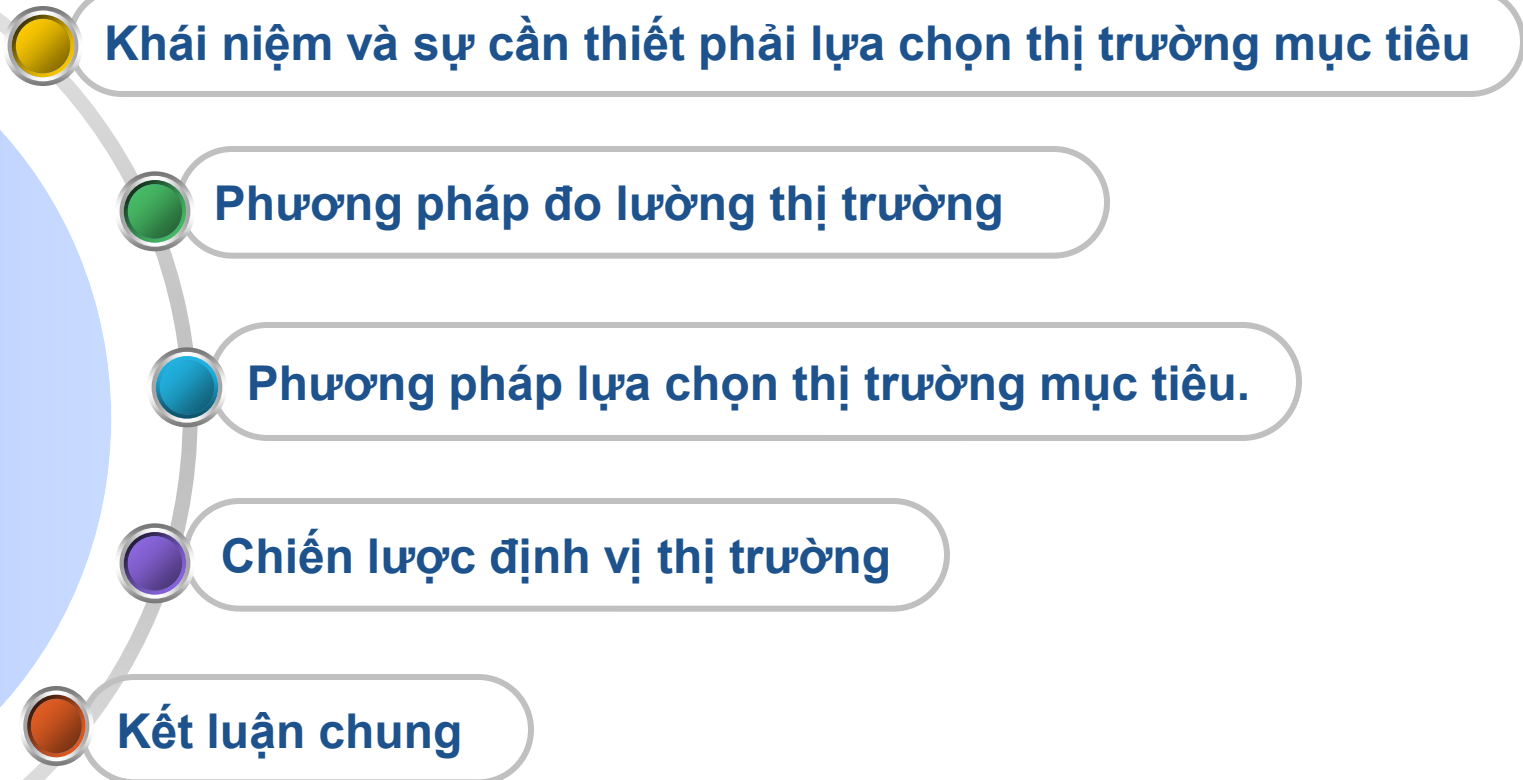 Khái niệm và sự cần thiết phải lựa chọn thị trường mục tiêu
Phương pháp đo lường thị trường
Phương pháp lựa chọn thị trường mục tiêu.
Chiến lược định vị thị trường
Kết luận chung